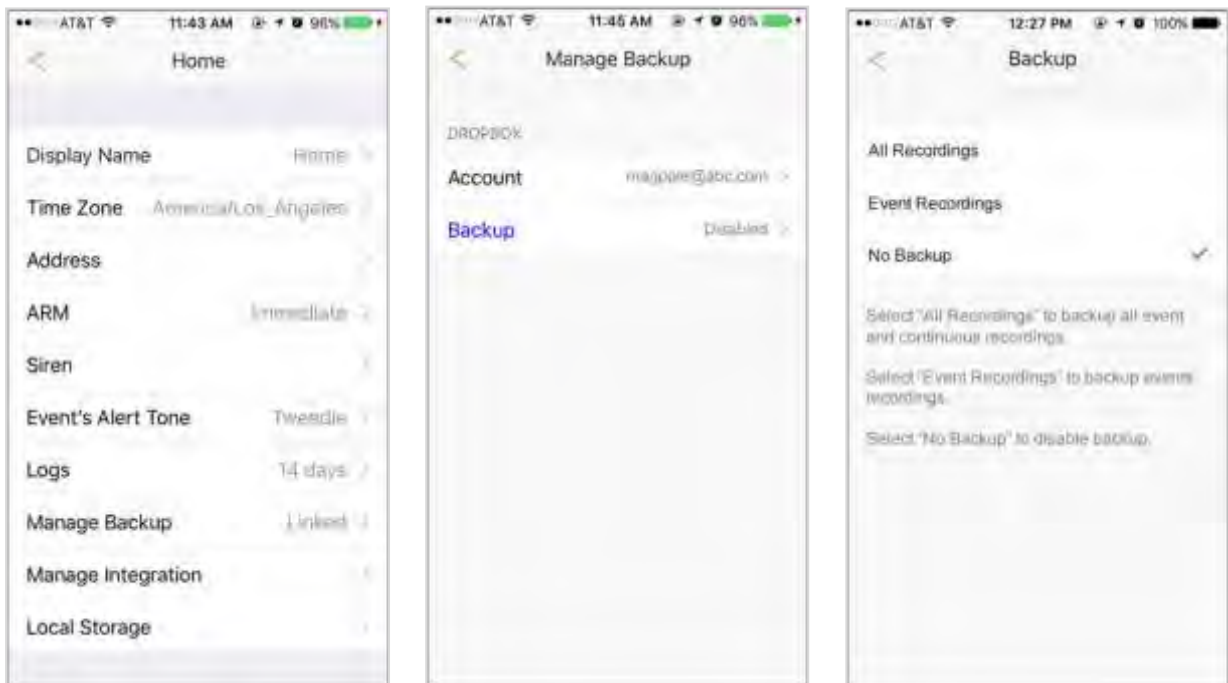 AT&T 11:43 AM 96%
Home
Display Name Home
Time Zone America/Los_Angeles
Address
ARM Immediate
Siren
Event's Alert Tone Tweedle
Logs 14 days
Manage Backup Linked
Manage Integration
Local Storage
AT&T 11:45 AM 96%
Manage Backup
DROPBOX
Account
Backup Disabled
AT&T 12:27 PM 100%
Backup
All Recordings
Event Recordings
No Backup
Select "All Recordings" to backup all event
and continuous recordings.
Select "Event Recordings" to backup events
recordings.
Select "No Backup" to disable backup.